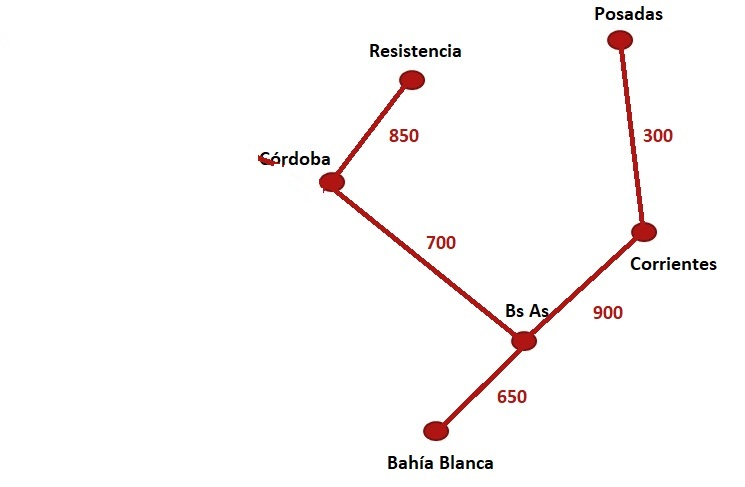 Posadas
Resistencia
850
300
Córdoba
700
Corrientes
Bs As
900
650
Bahía Blanca